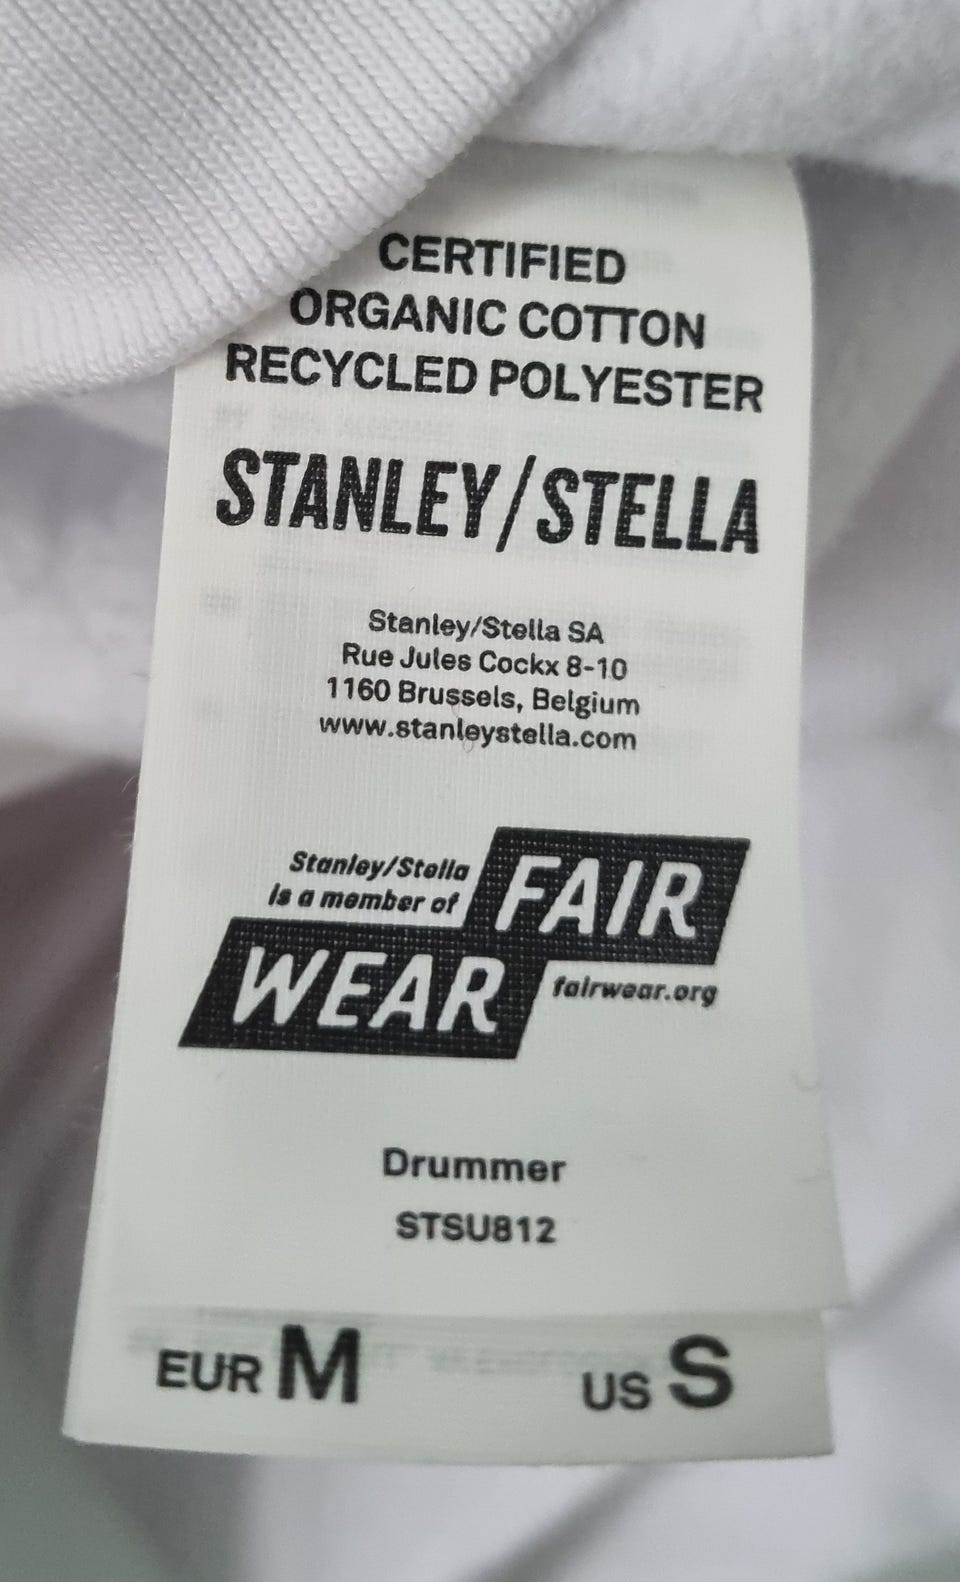 CERTIFIED
ORGANIC COTTON
RECYCLED POLYESTER
STANLEY/STELLA
Stanley/Stella SA
Rue Jules Cockx 8-10
1160 Brussels, Belgium
www.stanleystella.com
Stanley/Stella
is a member of
FAIR
WEAR
fairwear.org
Drummer
STSU812
EUR M US S